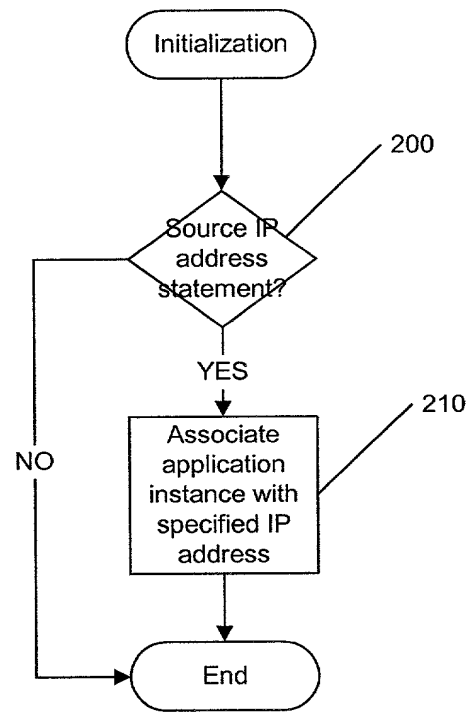 Initialization
200
Source IP
address
statement?
YES
210
Associate
application
instance with
specified IP
address
NO
End